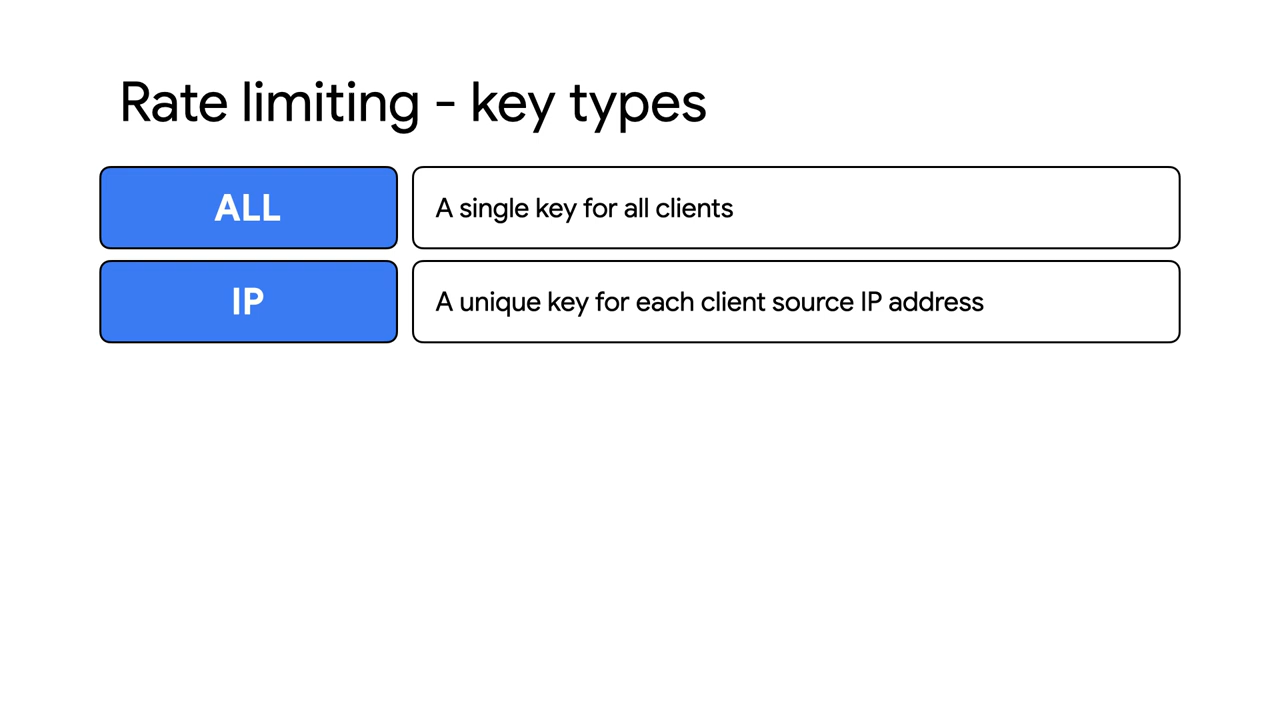 Rate limiting - key types
ALL
A single key for all clients
IP
A unique key for each client source IP address